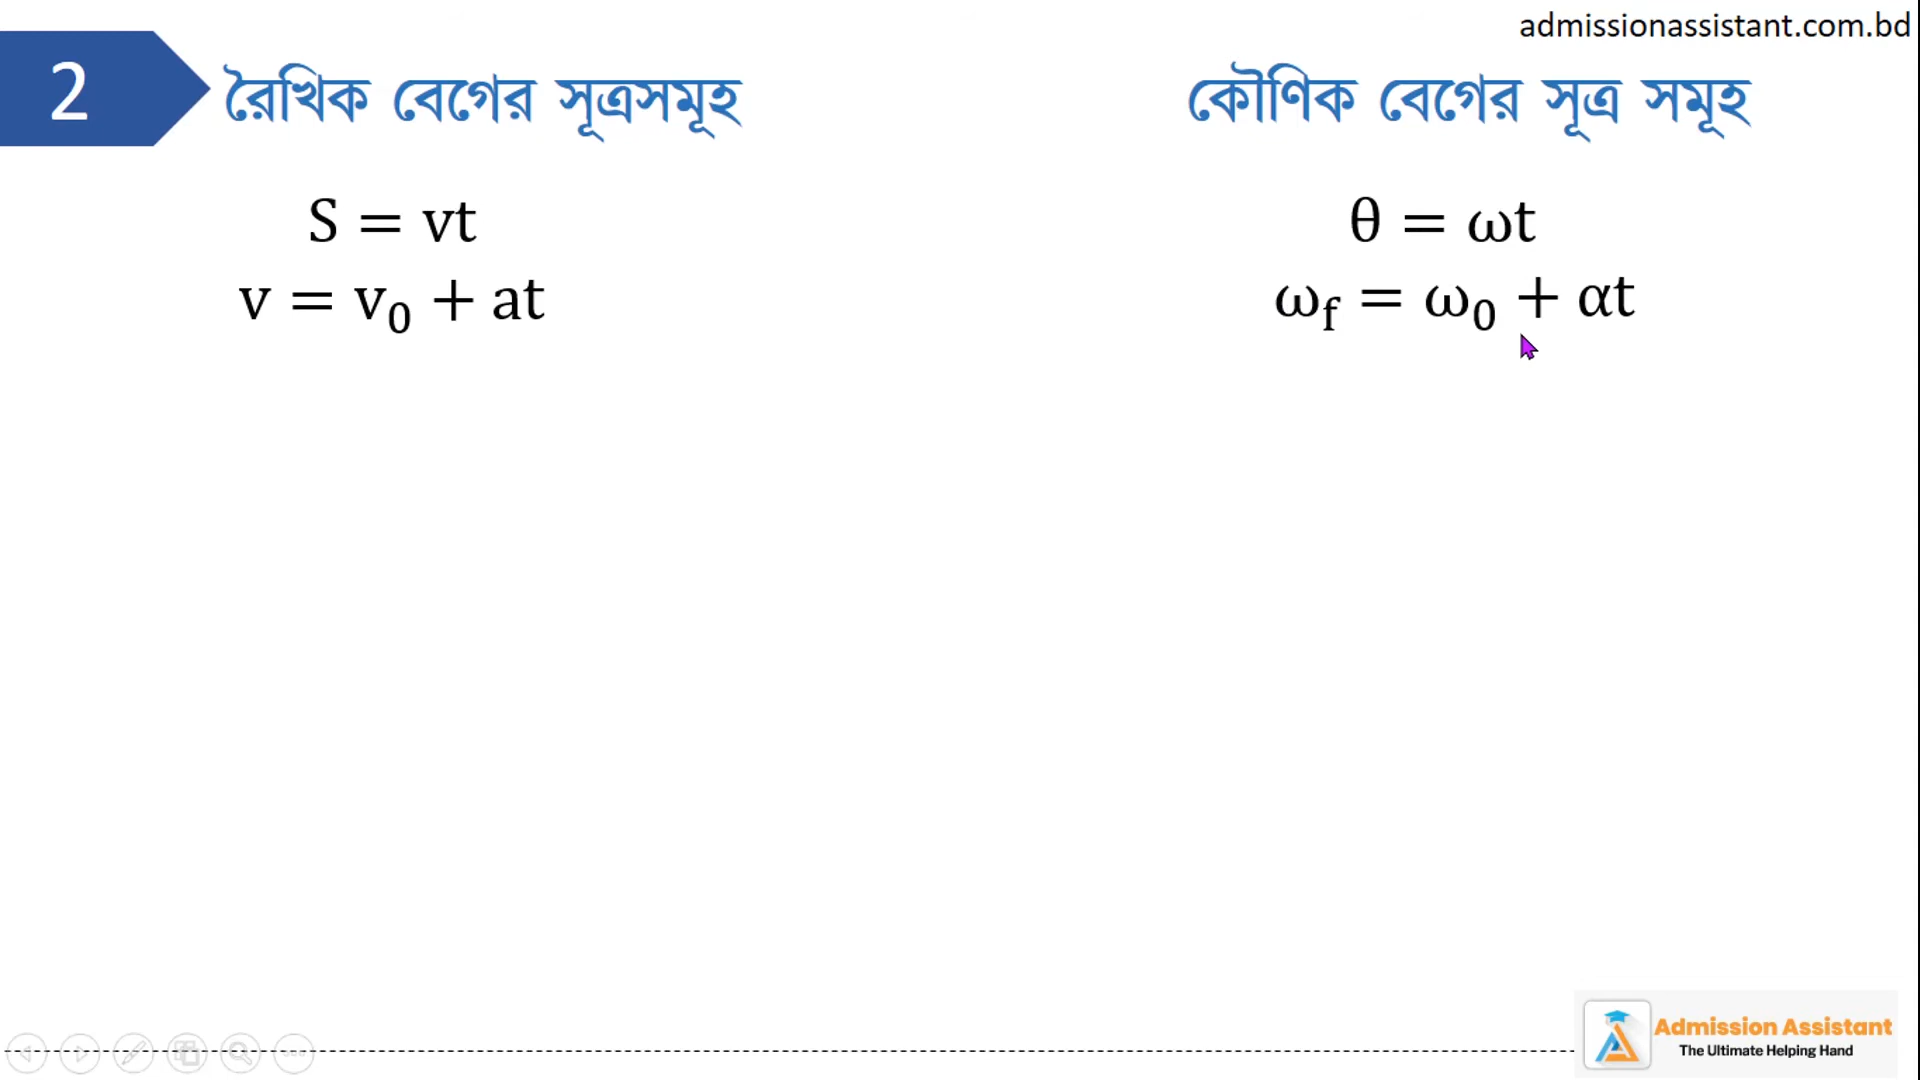 admissionassistant.com.bd
2
রৈখিক বেগের সূত্রসমূহ
S = vt
v = v₀ + at
কৌণিক বেগের সূত্র সমূহ
θ = ωt
ω_f = ω₀ + αt
Admission Assistant
The Ultimate Helping Hand